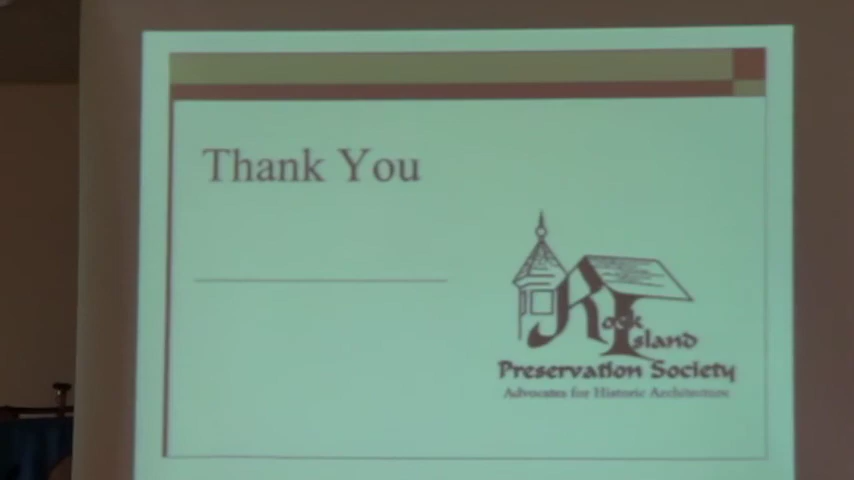 Thank You
Rock
Island
Preservation Society
Advocates for Historic Architecture